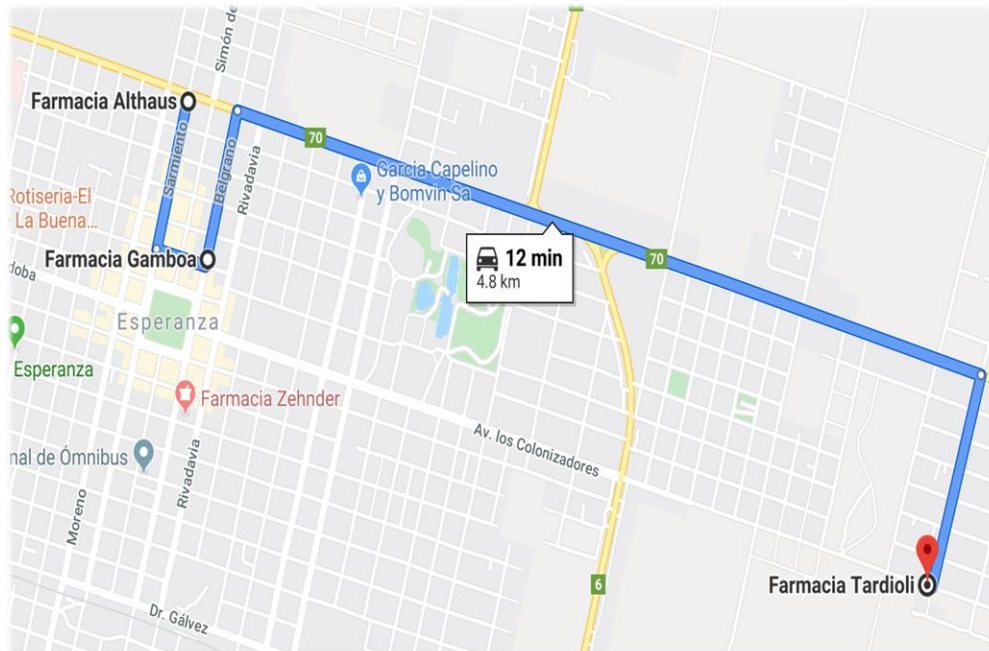 Simón de
Farmacia Althaus
70
Sarmiento
Belgrano
Rivadavia
Garcia Capelino
y Bomvin Sa
Rotiseria-El
La Buena...
Farmacia Gamboa
12 min
4.8 km
70
doba
Esperanza
Esperanza
Farmacia Zehnder
Av. los Colonizadores
nal de Ómnibus
Rivadavia
Moreno
6
Farmacia Tardioli
Dr. Gálvez